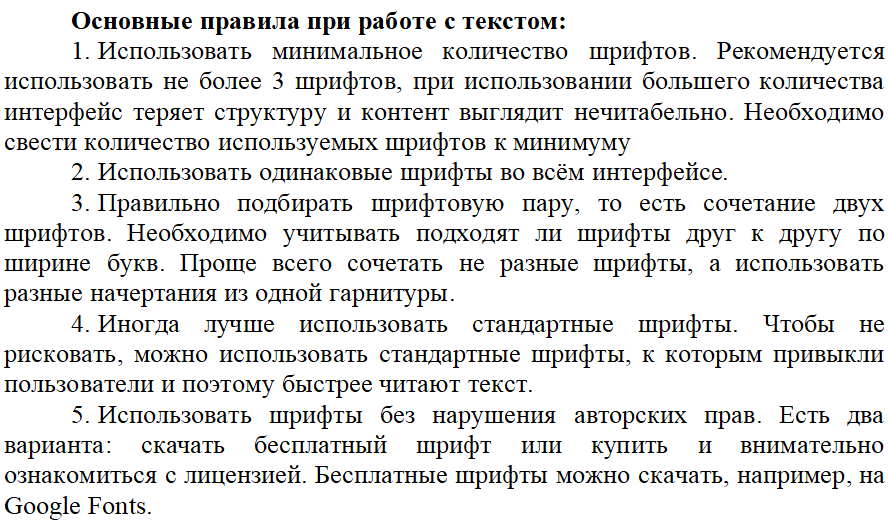 Основные правила при работе с текстом:
1. Использовать минимальное количество шрифтов. Рекомендуется
использовать не более 3 шрифтов, при использовании большего количества
интерфейс теряет структуру и контент выглядит нечитабельно. Необходимо
свести количество используемых шрифтов к минимуму
2. Использовать одинаковые шрифты во всём интерфейсе.
3. Правильно подбирать шрифтовую пару, то есть сочетание двух
шрифтов. Необходимо учитывать подходят ли шрифты друг к другу по
ширине букв. Проще всего сочетать не разные шрифты, а использовать
разные начертания из одной гарнитуры.
4. Иногда лучше использовать стандартные шрифты. Чтобы не
рисковать, можно использовать стандартные шрифты, к которым привыкли
пользователи и поэтому быстрее читают текст.
5. Использовать шрифты без нарушения авторских прав. Есть два
варианта: скачать бесплатный шрифт или купить и внимательно
ознакомиться с лицензией. Бесплатные шрифты можно скачать, например, на
Google Fonts.